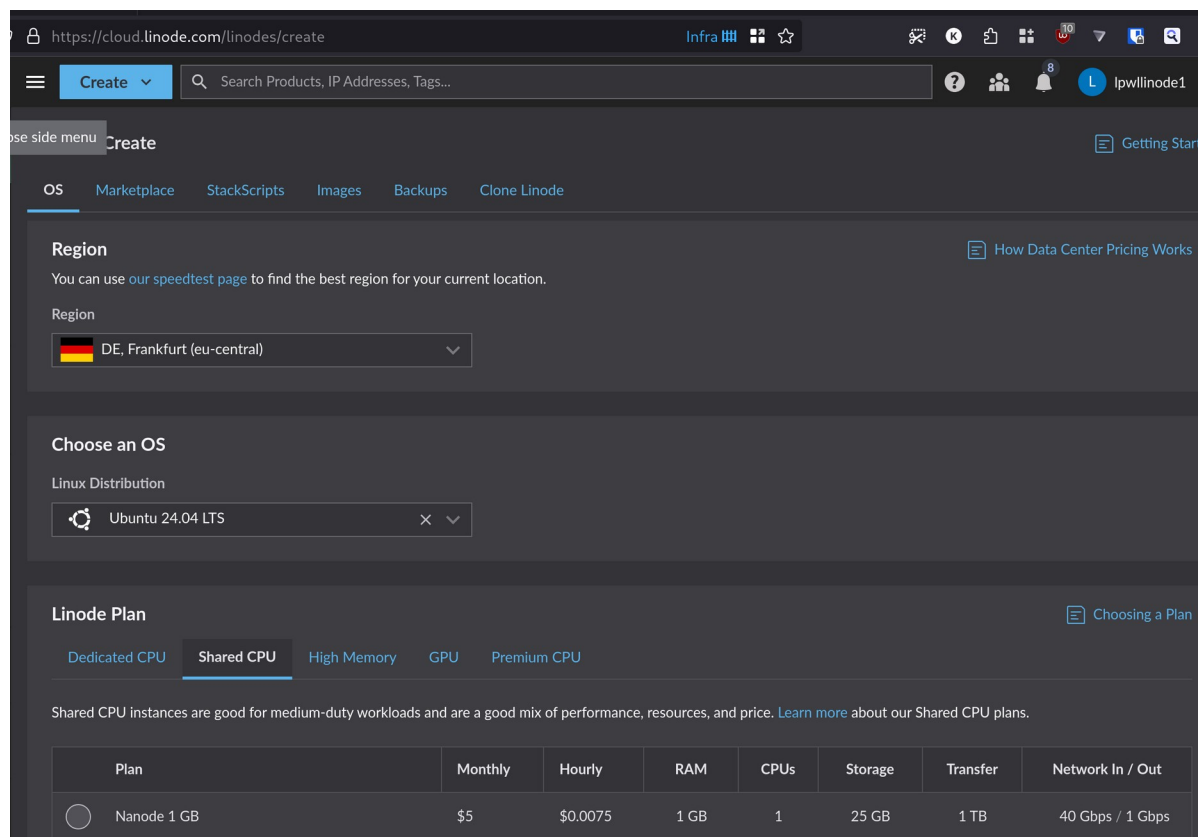 https://cloud.linode.com/linodes/create Infra
10
Create Search Products, IP Addresses, Tags... 8 L lpwllinode1
ose side menu Create Getting Start
OS Marketplace StackScripts Images Backups Clone Linode
Region How Data Center Pricing Works
You can use our speedtest page to find the best region for your current location.
Region
DE, Frankfurt (eu-central)
Choose an OS
Linux Distribution
Ubuntu 24.04 LTS
Linode Plan Choosing a Plan
Dedicated CPU Shared CPU High Memory GPU Premium CPU
Shared CPU instances are good for medium-duty workloads and are a good mix of performance, resources, and price. Learn more about our Shared CPU plans.
Plan Monthly Hourly RAM CPUs Storage Transfer Network In / Out
Nanode 1 GB $5 $0.0075 1 GB 1 25 GB 1 TB 40 Gbps / 1 Gbps